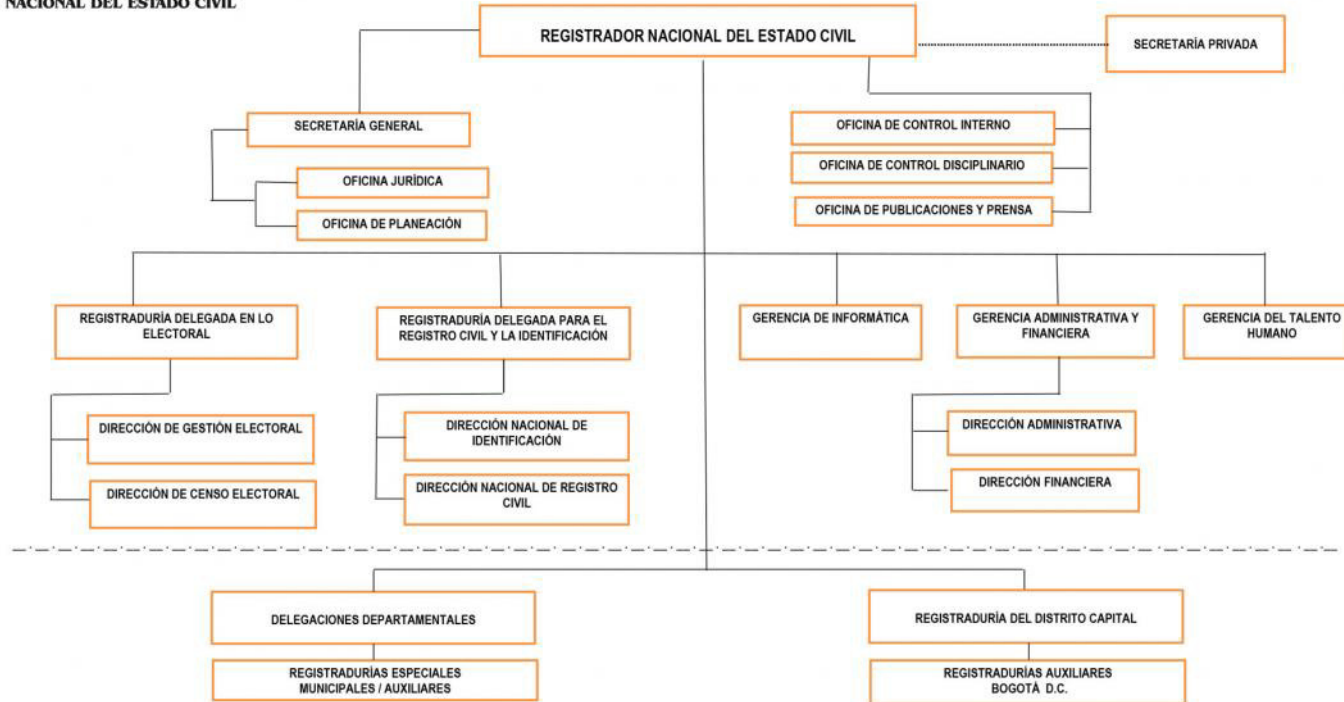 NACIONAL DEL ESTADO CIVIL
REGISTRADOR NACIONAL DEL ESTADO CIVIL
SECRETARÍA PRIVADA
SECRETARÍA GENERAL
OFICINA JURÍDICA
OFICINA DE PLANEACIÓN
OFICINA DE CONTROL INTERNO
OFICINA DE CONTROL DISCIPLINARIO
OFICINA DE PUBLICACIONES Y PRENSA
REGISTRADURÍA DELEGADA EN LO
ELECTORAL
REGISTRADURÍA DELEGADA PARA EL
REGISTRO CIVIL Y LA IDENTIFICACIÓN
GERENCIA DE INFORMÁTICA
GERENCIA ADMINISTRATIVA Y
FINANCIERA
GERENCIA DEL TALENTO
HUMANO
DIRECCIÓN DE GESTIÓN ELECTORAL
DIRECCIÓN DE CENSO ELECTORAL
DIRECCIÓN NACIONAL DE
IDENTIFICACIÓN
DIRECCIÓN NACIONAL DE REGISTRO
CIVIL
DIRECCIÓN ADMINISTRATIVA
DIRECCIÓN FINANCIERA
DELEGACIONES DEPARTAMENTALES
REGISTRADURÍAS ESPECIALES
MUNICIPALES / AUXILIARES
REGISTRADURÍA DEL DISTRITO CAPITAL
REGISTRADURÍAS AUXILIARES
BOGOTÁ D.C.